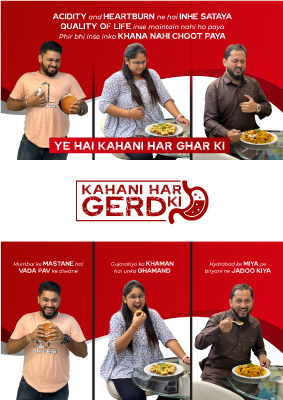 ACIDITY and HEARTBURN ne hai INHE SATAYA
QUALITY OF LIFE inse maintain nahi ho paya
Phir bhi inse inka KHANA NAHI CHOOT PAYA
YE HAI KAHANI HAR GHAR KI
KAHANI HAR
GERD KI
Mumbai ke MASTANE hai
VADA PAV ke diwane
Gujaratiyo ka KHAMAN
hai unka GHAMAND
Hyderabad ke MIYA pe
biryani ne JADOO KIYA